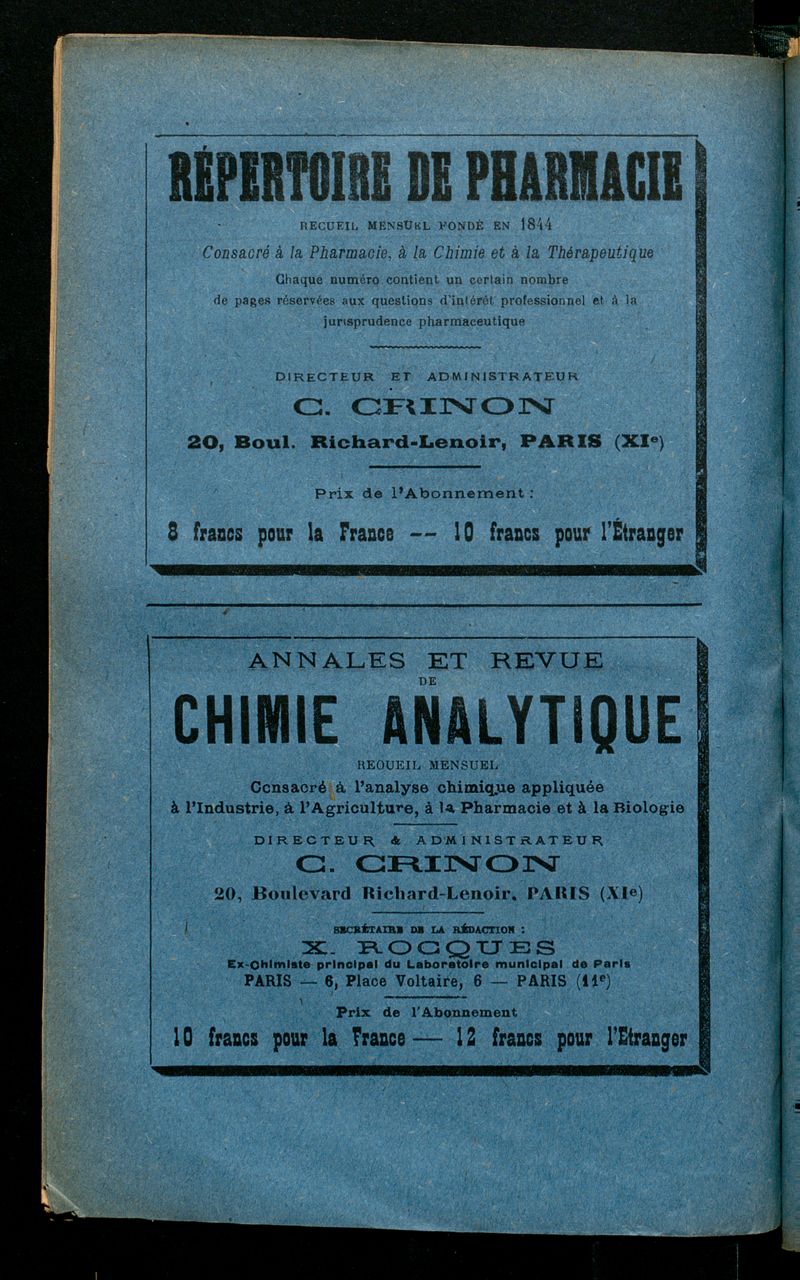 RÉPERTOIRE DE PHARMACIE
RECUEIL MENSUEL FONDÉ EN 1844
Consacré à la Pharmacie, à la Chimie et à la Thérapeutique
Chaque numéro contient un certain nombre
de pages réservées aux questions d'intérêt professionnel et à la
jurisprudence pharmaceutique
DIRECTEUR ET ADMINISTRATEUR
C. CRINON
20, Boul. Richard-Lenoir, PARIS (XIe)
Prix de l'Abonnement :
8 francs pour la France -- 10 francs pour l'Étranger
ANNALES ET REVUE
DE
CHIMIE ANALYTIQUE
RECUEIL MENSUEL
Consacré à l'analyse chimique appliquée
à l'Industrie, à l'Agriculture, à la Pharmacie et à la Biologie
DIRECTEUR & ADMINISTRATEUR
C. CRINON
20, Boulevard Richard-Lenoir. PARIS (XIe)
SECRÉTAIRE DE LA RÉDACTION :
X. ROCQUES
Ex-Chimiste principal du Laboratoire municipal de Paris
PARIS — 6, Place Voltaire, 6 — PARIS (11e)
Prix de l'Abonnement
10 francs pour la France — 12 francs pour l'Etranger